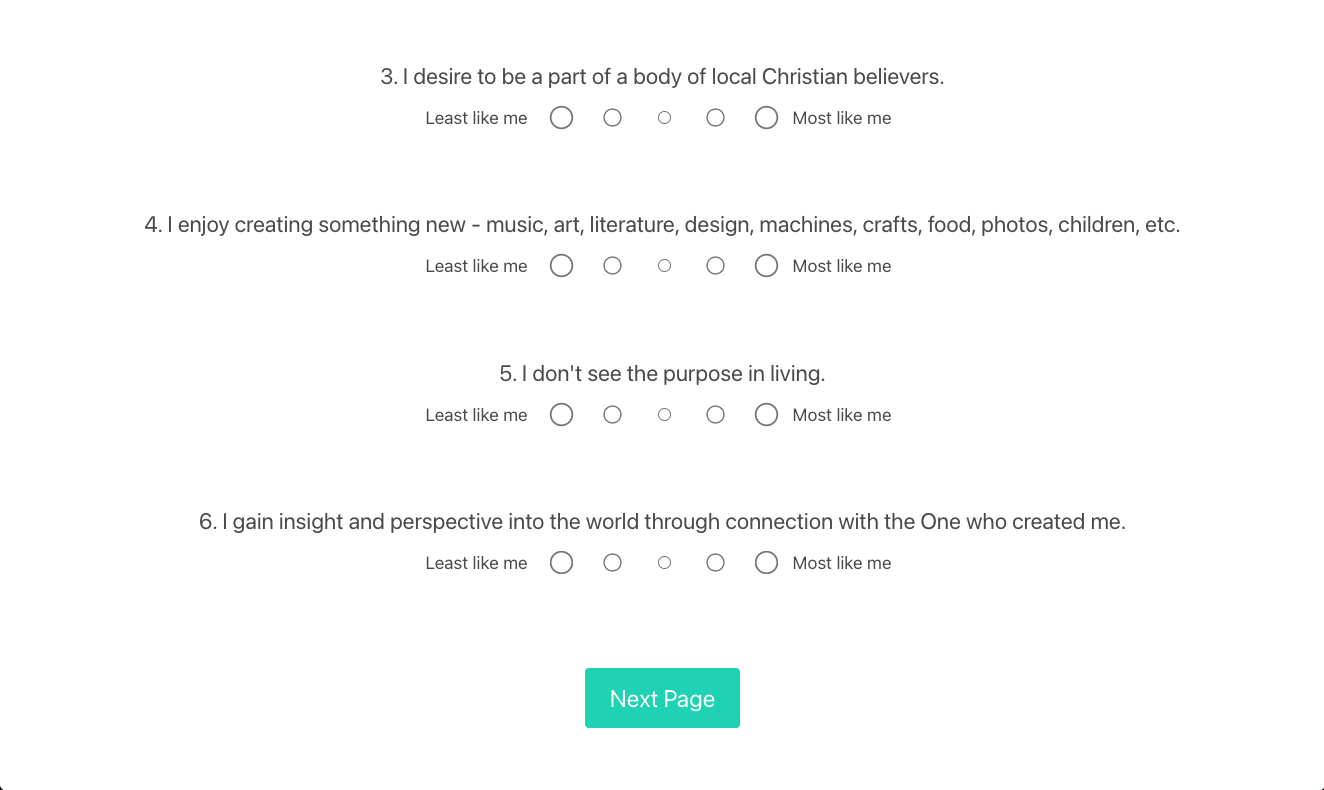 3. I desire to be a part of a body of local Christian believers.
Least like me Most like me
4. I enjoy creating something new - music, art, literature, design, machines, crafts, food, photos, children, etc.
Least like me Most like me
5. I don't see the purpose in living.
Least like me Most like me
6. I gain insight and perspective into the world through connection with the One who created me.
Least like me Most like me
Next Page